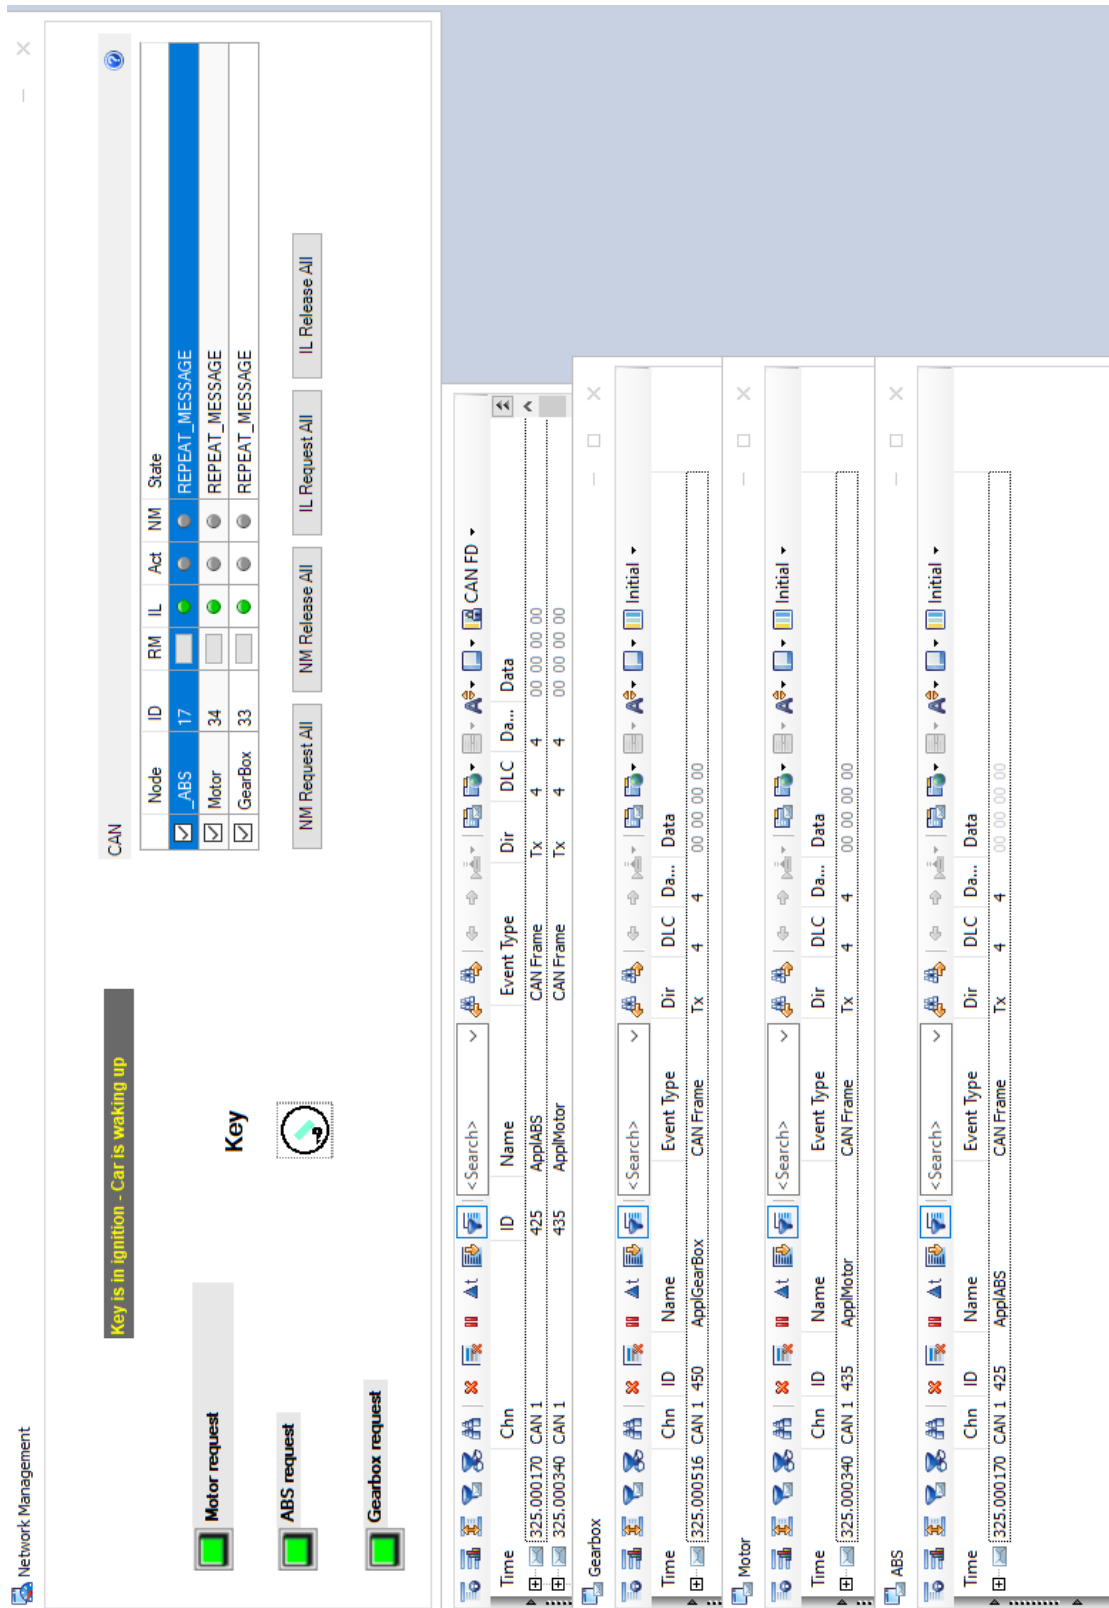 Network Management
Key is in ignition - Car is waking up
Motor request
ABS request
Gearbox request
Key
CAN
Node ID RM IL Act NM State
_ABS 17 REPEAT_MESSAGE
Motor 34 REPEAT_MESSAGE
GearBox 33 REPEAT_MESSAGE
NM Request All NM Release All IL Request All IL Release All
Δt <Search> CAN FD
Time Chn ID Name Event Type Dir DLC Da... Data
325.000170 CAN 1 425 ApplABS CAN Frame Tx 4 4 00 00 00 00
325.000340 CAN 1 435 ApplMotor CAN Frame Tx 4 4 00 00 00 00
Gearbox
Δt <Search> Initial
Time Chn ID Name Event Type Dir DLC Da... Data
325.000516 CAN 1 450 ApplGearBox CAN Frame Tx 4 4 00 00 00 00
Motor
Δt <Search> Initial
Time Chn ID Name Event Type Dir DLC Da... Data
325.000340 CAN 1 435 ApplMotor CAN Frame Tx 4 4 00 00 00 00
ABS
Δt <Search> Initial
Time Chn ID Name Event Type Dir DLC Da... Data
325.000170 CAN 1 425 ApplABS CAN Frame Tx 4 4 00 00 00 00